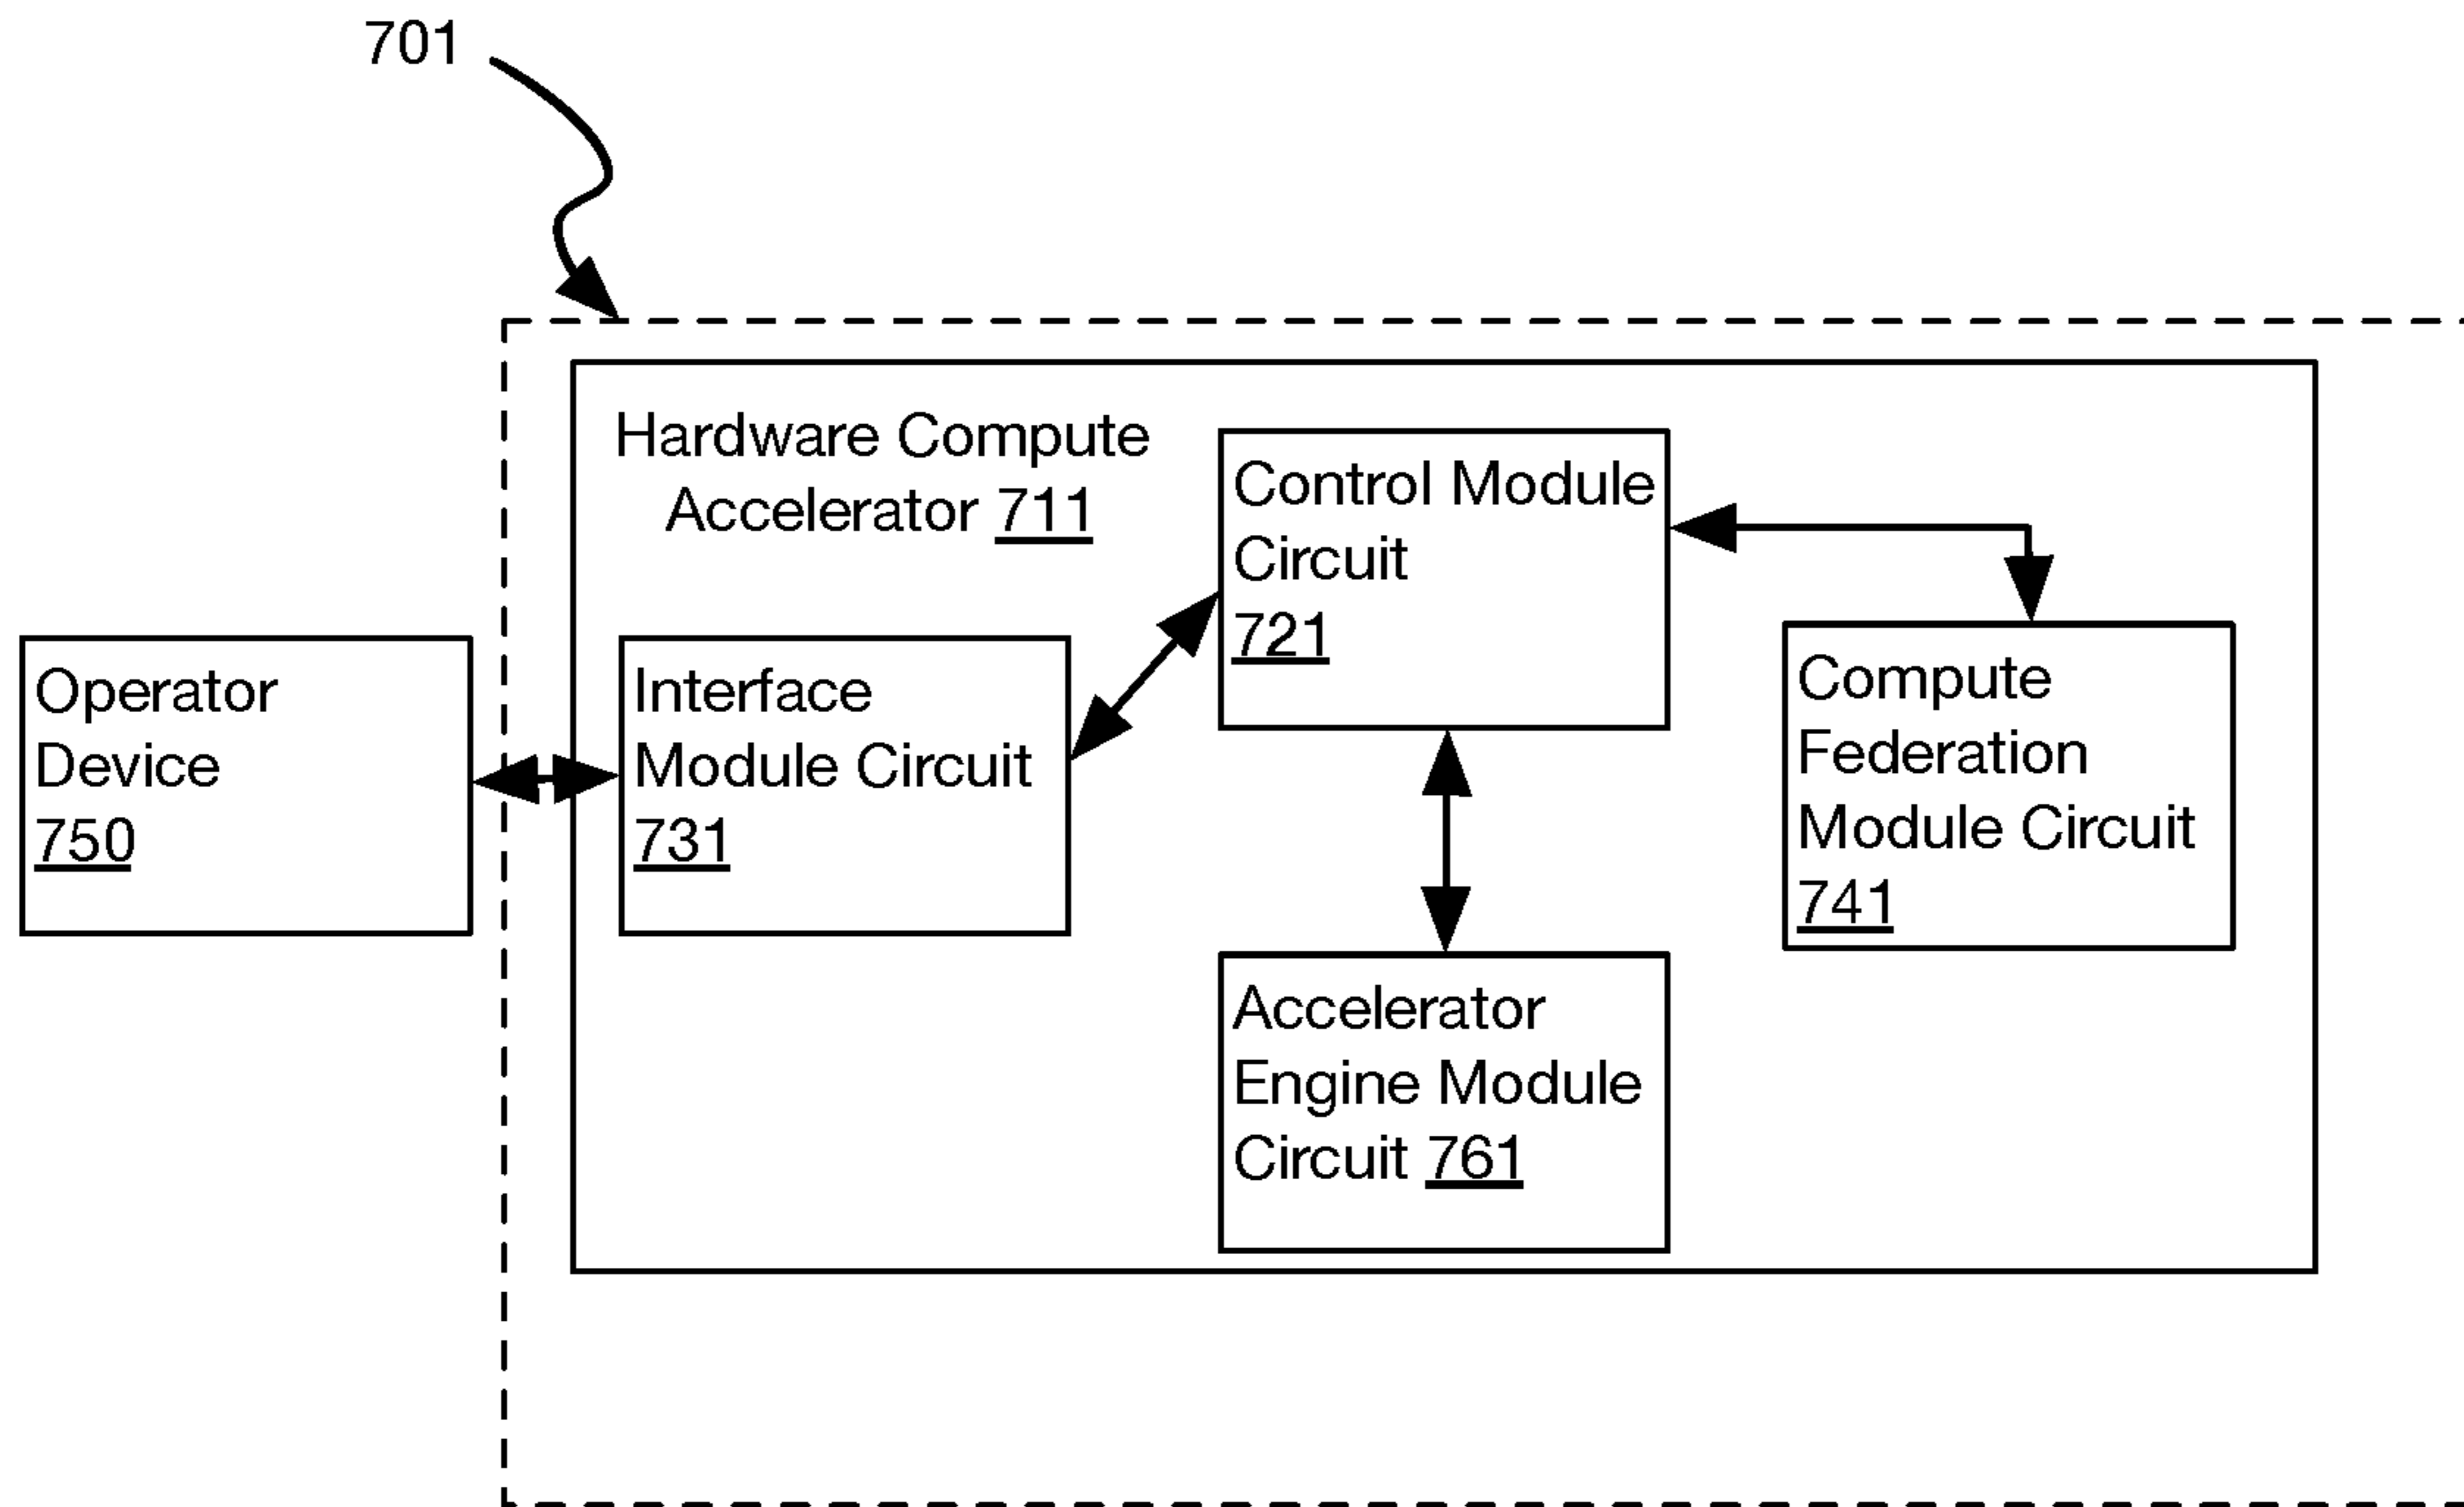 701
Hardware Compute
Accelerator 711
Control Module
Circuit
721
Operator
Device
750
Interface
Module Circuit
731
Compute
Federation
Module Circuit
741
Accelerator
Engine Module
Circuit 761